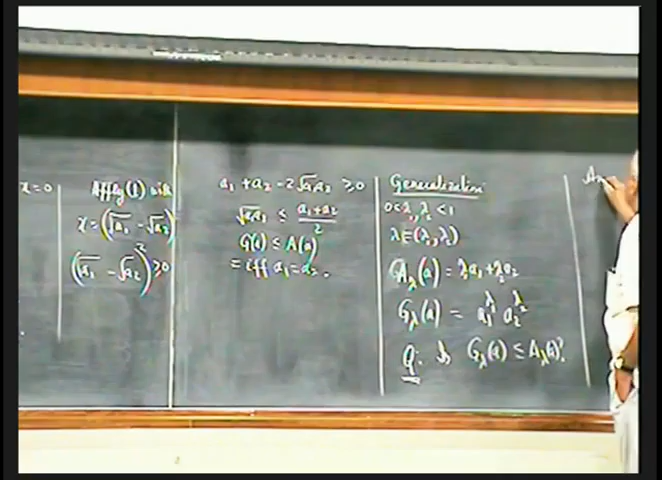 x=0
Apply (1) with
x = (√a₁ - √a₂)
(√a₁ - √a₂)² ≥ 0
a₁ + a₂ - 2√a₁a₂ ≥ 0
√a₂a₁ ≤ (a₁+a₂)/2
G(a) ≤ A(a)
= iff a₁ = a₂.
Generalization
0 < λ₁, λ₂ < 1
λ = (λ₁, λ₂)
A_λ(a) = λ₁a₁ + λ₂a₂
G_λ(a) = a₁^λ₁ a₂^λ₂
Q: Is G_λ(a) ≤ A_λ(a)?
An